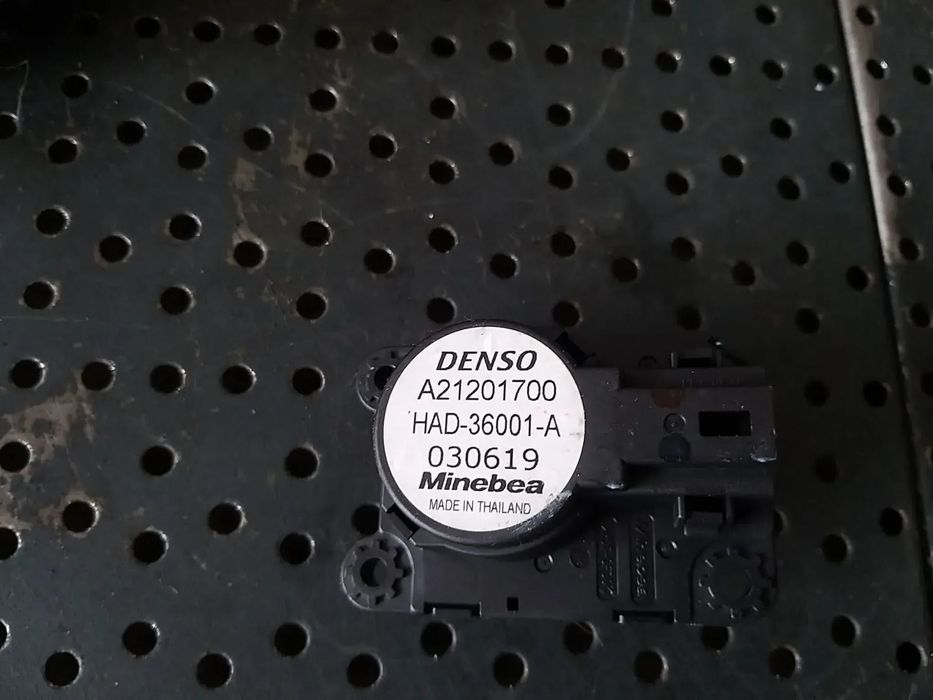 DENSO
A21201700
HAD-36001-A
030619
Minebea
MADE IN THAILAND